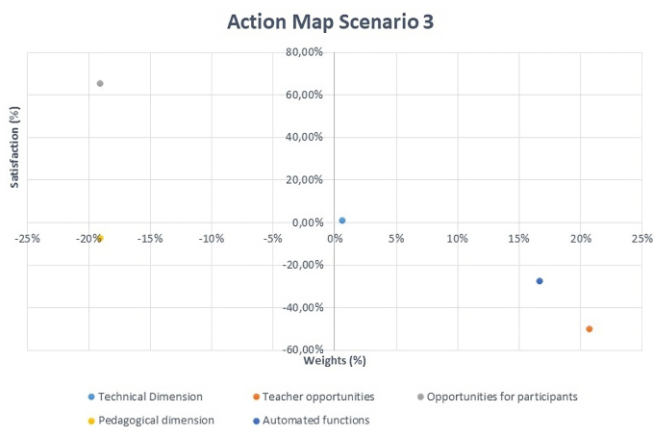 Action Map Scenario 3
80,00%
60,00%
40,00%
20,00%
0,00%
-20,00%
-40,00%
-60,00%
Satisfaction (%)
-25% -20% -15% -10% -5% 0% 5% 10% 15% 20% 25%
Weights (%)
Technical Dimension Teacher opportunities Opportunities for participants
Pedagogical dimension Automated functions